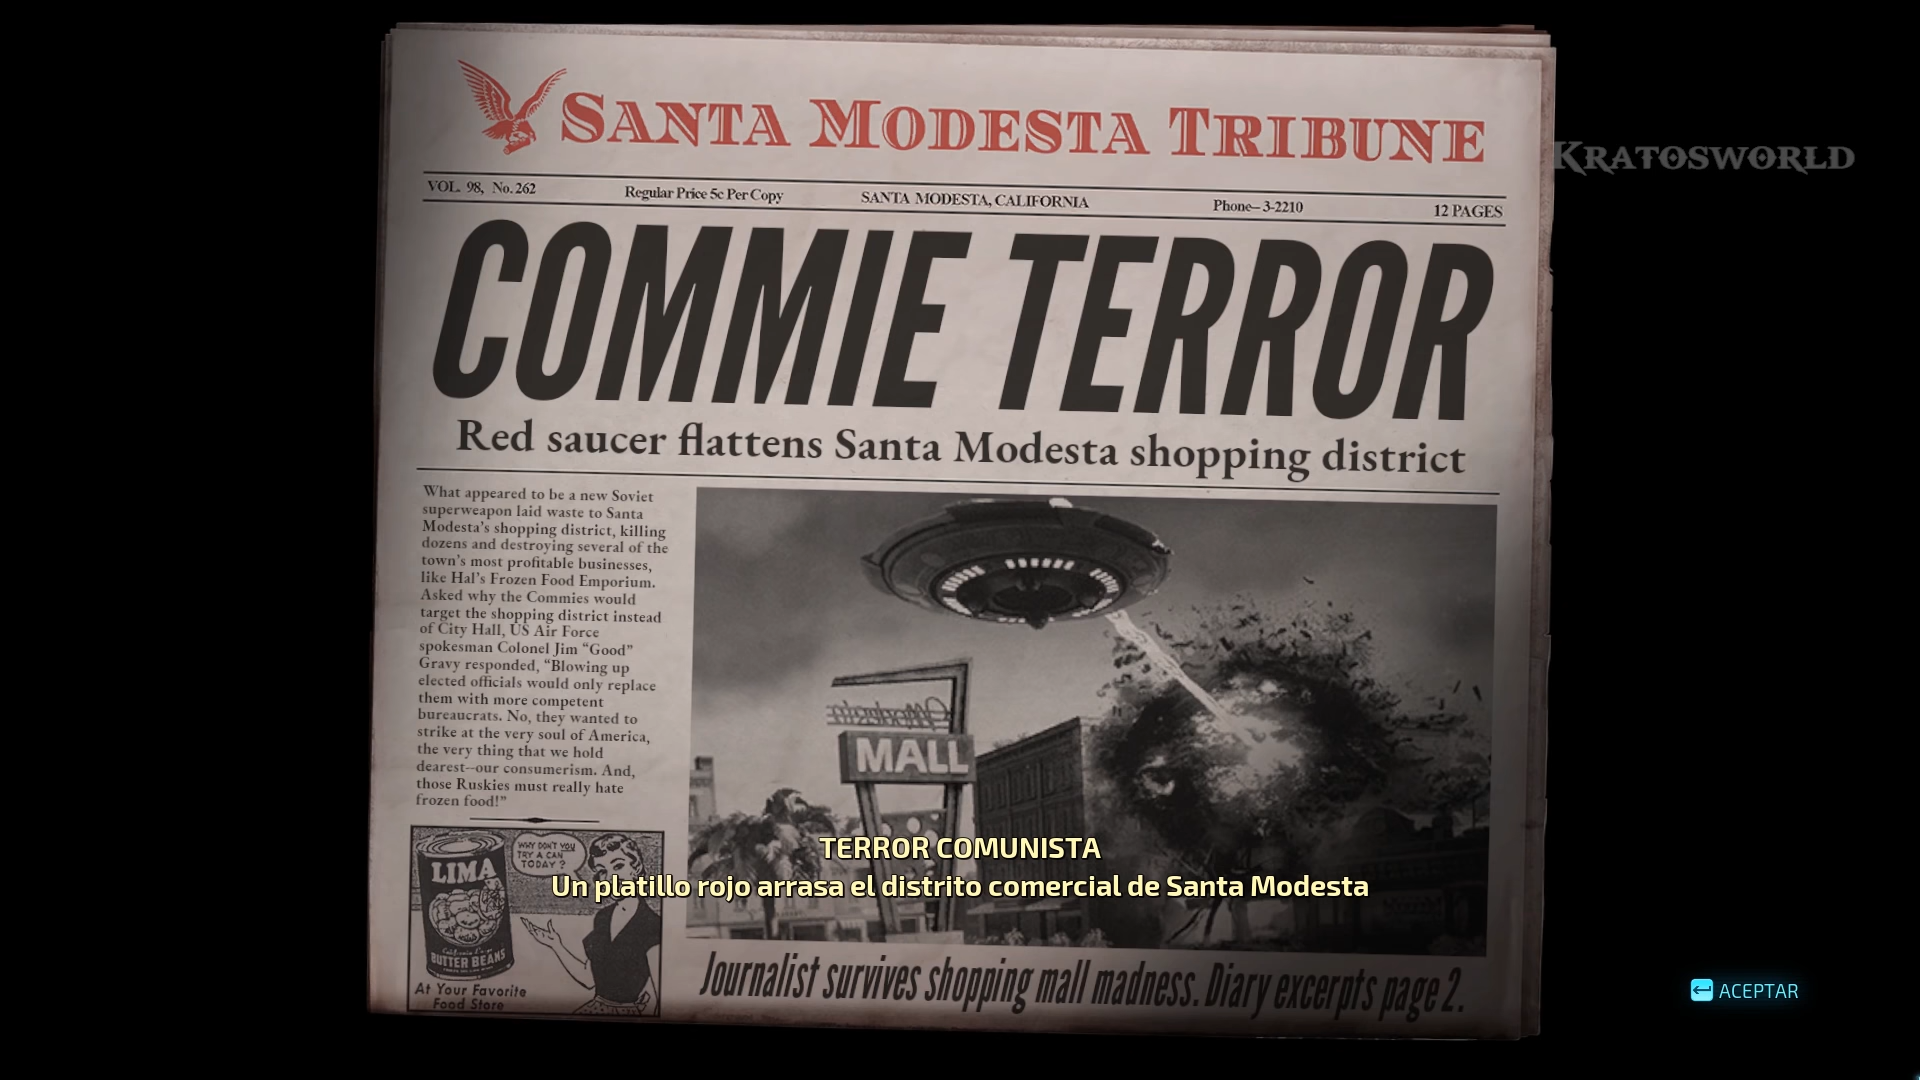 SANTA MODESTA TRIBUNE
KRATOSWORLD
VOL. 98, No. 262 Regular Price 5c Per Copy SANTA MODESTA, CALIFORNIA Phone—3-2210 12 PAGES
COMMIE TERROR
Red saucer flattens Santa Modesta shopping district
What appeared to be a new Soviet
superweapon laid waste to Santa
Modesta's shopping district, killing
dozens and destroying several of the
town's most profitable businesses,
like Hal's Frozen Food Emporium.
Asked why the Commies would
target the shopping district instead
of City Hall, US Air Force
spokesman Colonel Jim “Good”
Gravy responded, “Blowing up
elected officials would only replace
them with more competent
bureaucrats. No, they wanted to
strike at the very soul of America,
the very thing that we hold
dearest--our consumerism. And,
those Ruskies must really hate
frozen food!”
Modesta
MALL
WHY DON'T YOU
TRY A CAN
TODAY?
LIMA
BUTTER BEANS
At Your Favorite
Food Store
TERROR COMUNISTA
Un platillo rojo arrasa el distrito comercial de Santa Modesta
Journalist survives shopping mall madness. Diary excerpts page 2.
ACEPTAR